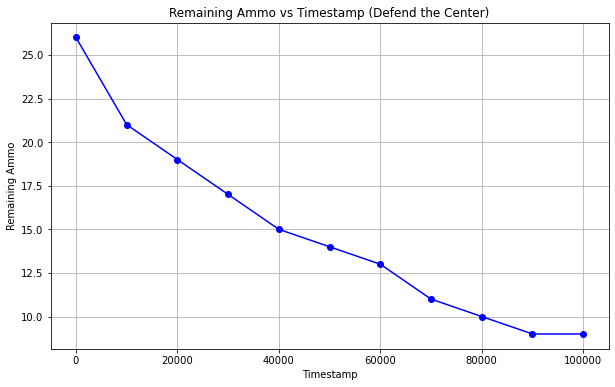 Remaining Ammo vs Timestamp (Defend the Center)
Remaining Ammo
25.0
22.5
20.0
17.5
15.0
12.5
10.0
0 20000 40000 60000 80000 100000
Timestamp